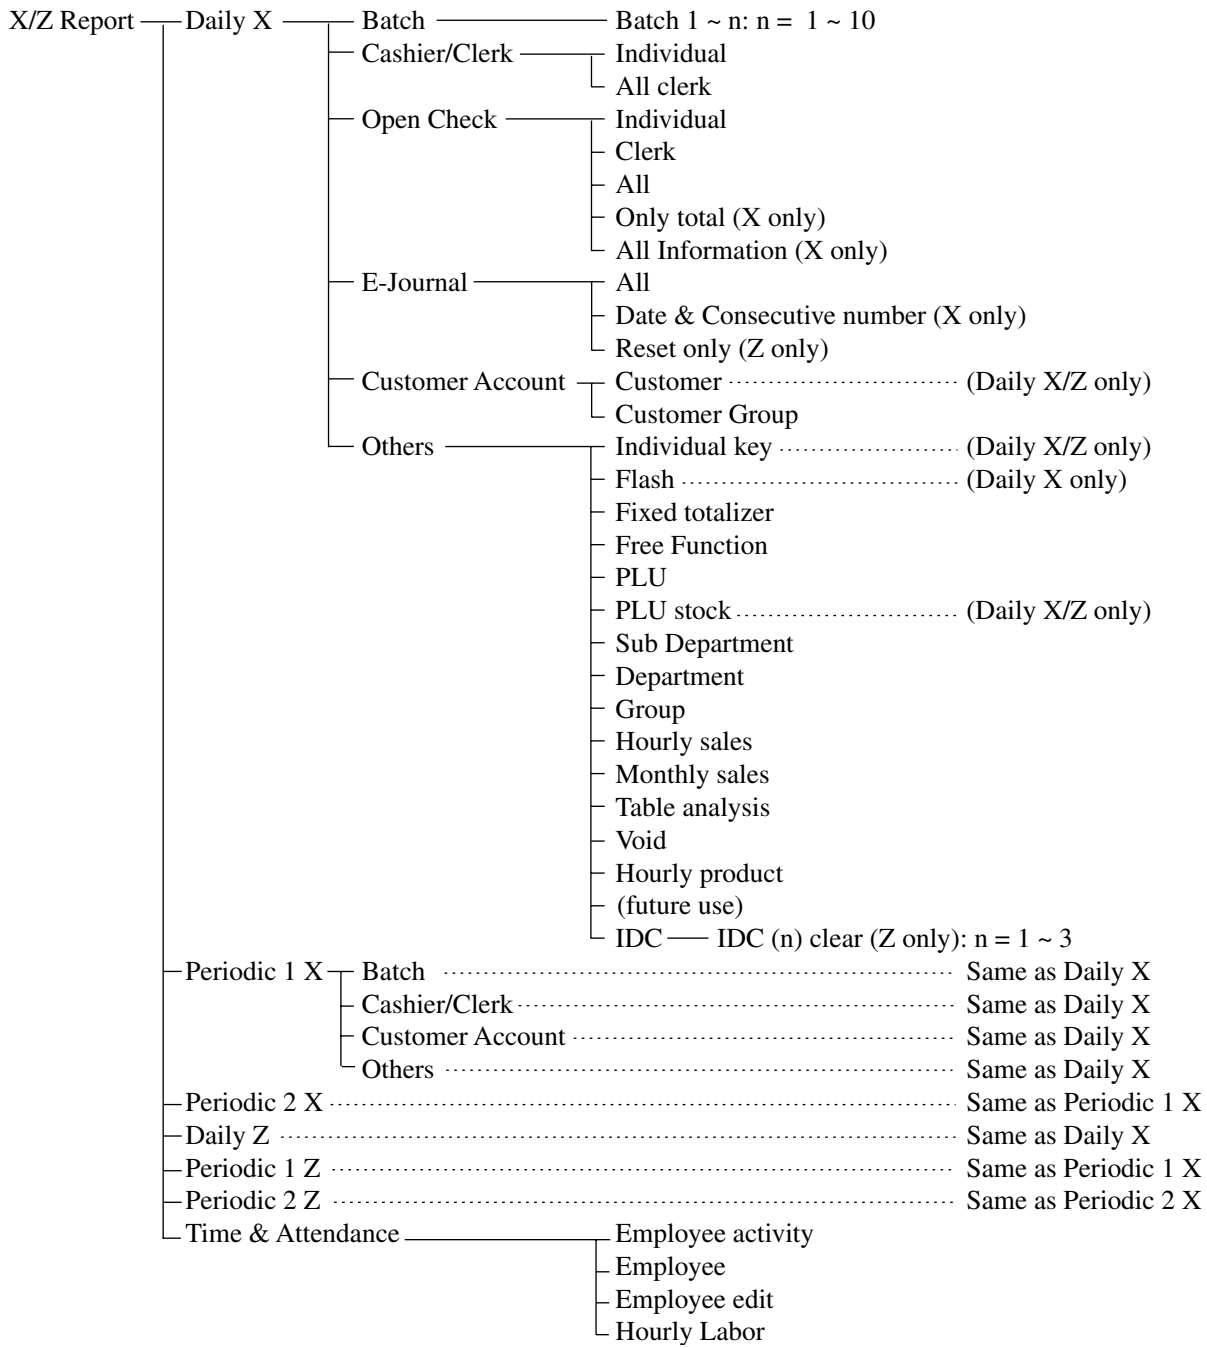 X/Z Report Daily X Batch Batch 1 ~ n: n = 1 ~ 10
Cashier/Clerk Individual
All clerk
Open Check Individual
Clerk
All
Only total (X only)
All Information (X only)
E-Journal All
Date & Consecutive number (X only)
Reset only (Z only)
Customer Account Customer (Daily X/Z only)
Customer Group
Others Individual key (Daily X/Z only)
Flash (Daily X only)
Fixed totalizer
Free Function
PLU
PLU stock (Daily X/Z only)
Sub Department
Department
Group
Hourly sales
Monthly sales
Table analysis
Void
Hourly product
(future use)
IDC IDC (n) clear (Z only): n = 1 ~ 3
Periodic 1 X Batch Same as Daily X
Cashier/Clerk Same as Daily X
Customer Account Same as Daily X
Others Same as Daily X
Periodic 2 X Same as Periodic 1 X
Daily Z Same as Daily X
Periodic 1 Z Same as Periodic 1 X
Periodic 2 Z Same as Periodic 2 X
Time & Attendance Employee activity
Employee
Employee edit
Hourly Labor